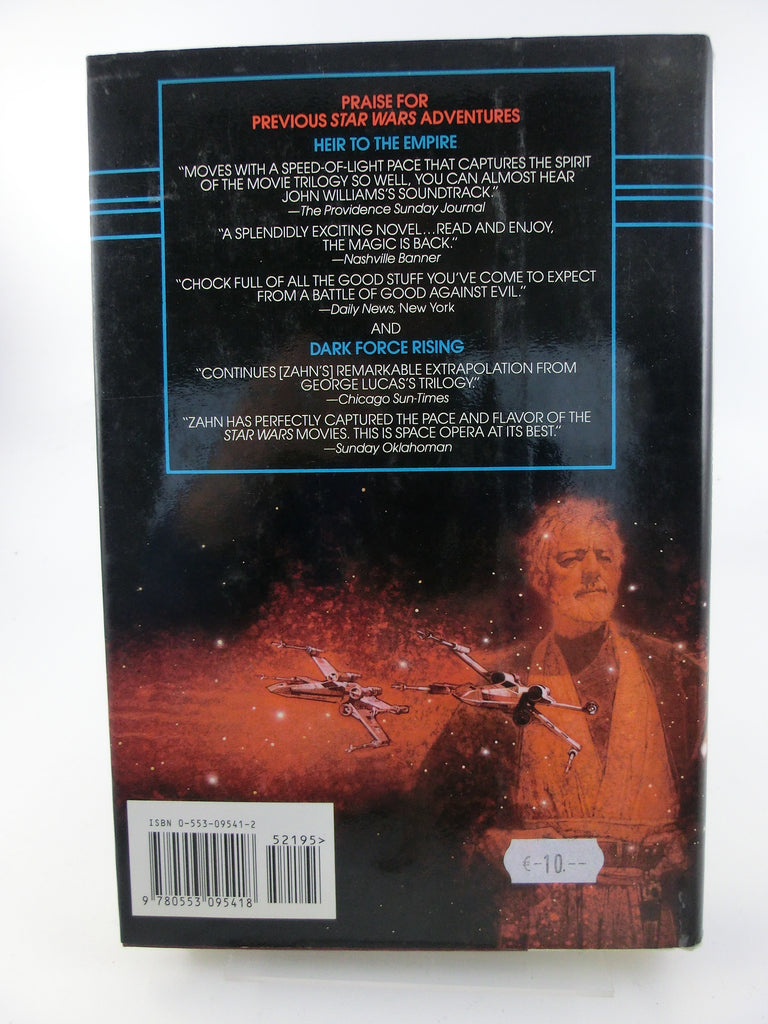 PRAISE FOR
PREVIOUS STAR WARS ADVENTURES
HEIR TO THE EMPIRE
“MOVES WITH A SPEED-OF-LIGHT PACE THAT CAPTURES THE SPIRIT
OF THE MOVIE TRILOGY SO WELL, YOU CAN ALMOST HEAR
JOHN WILLIAMS'S SOUNDTRACK.”
—The Providence Sunday Journal
“A SPLENDIDLY EXCITING NOVEL...READ AND ENJOY,
THE MAGIC IS BACK.”
—Nashville Banner
“CHOCK FULL OF ALL THE GOOD STUFF YOU'VE COME TO EXPECT
FROM A BATTLE OF GOOD AGAINST EVIL.”
—Daily News, New York
AND
DARK FORCE RISING
“CONTINUES [ZAHN'S] REMARKABLE EXTRAPOLATION FROM
GEORGE LUCAS'S TRILOGY.”
—Chicago Sun-Times
“ZAHN HAS PERFECTLY CAPTURED THE PACE AND FLAVOR OF THE
STAR WARS MOVIES. THIS IS SPACE OPERA AT ITS BEST.”
—Sunday Oklahoman
ISBN 0-553-09541-2
52195>
9 780553 095418
€-10.--